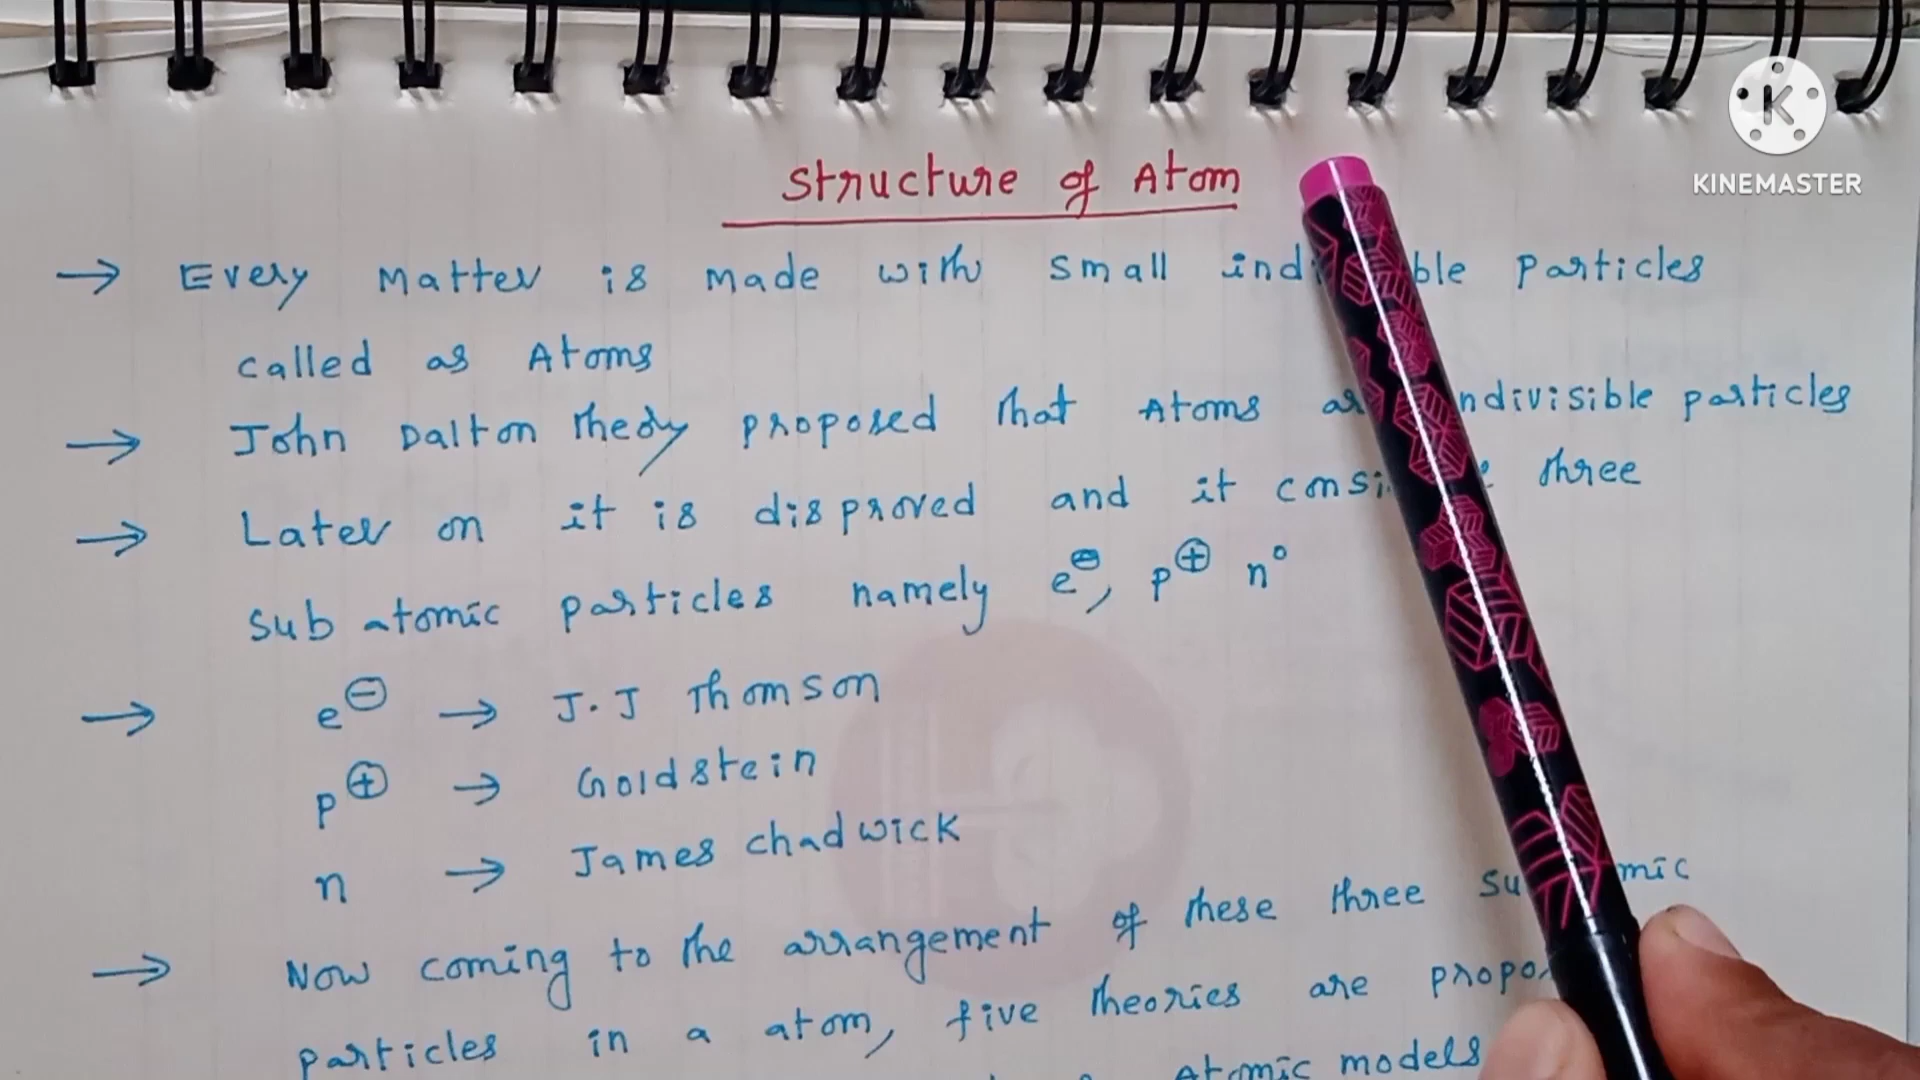 Structure of Atom
KINEMASTER
→ Every Matter is made with small ind ble particles
called as Atoms
→ John Dalton theory proposed that Atoms ar ndivisible particles
→ Later on it is disproved and it consi three
Sub atomic particles namely e⊖, p⊕ n°
→ e⊖ → J.J Thomson
p⊕ → Goldstein
n → James chadwick
→ Now coming to the arrangement of these three su mic
particles in a atom, five theories are propo
Atomic models